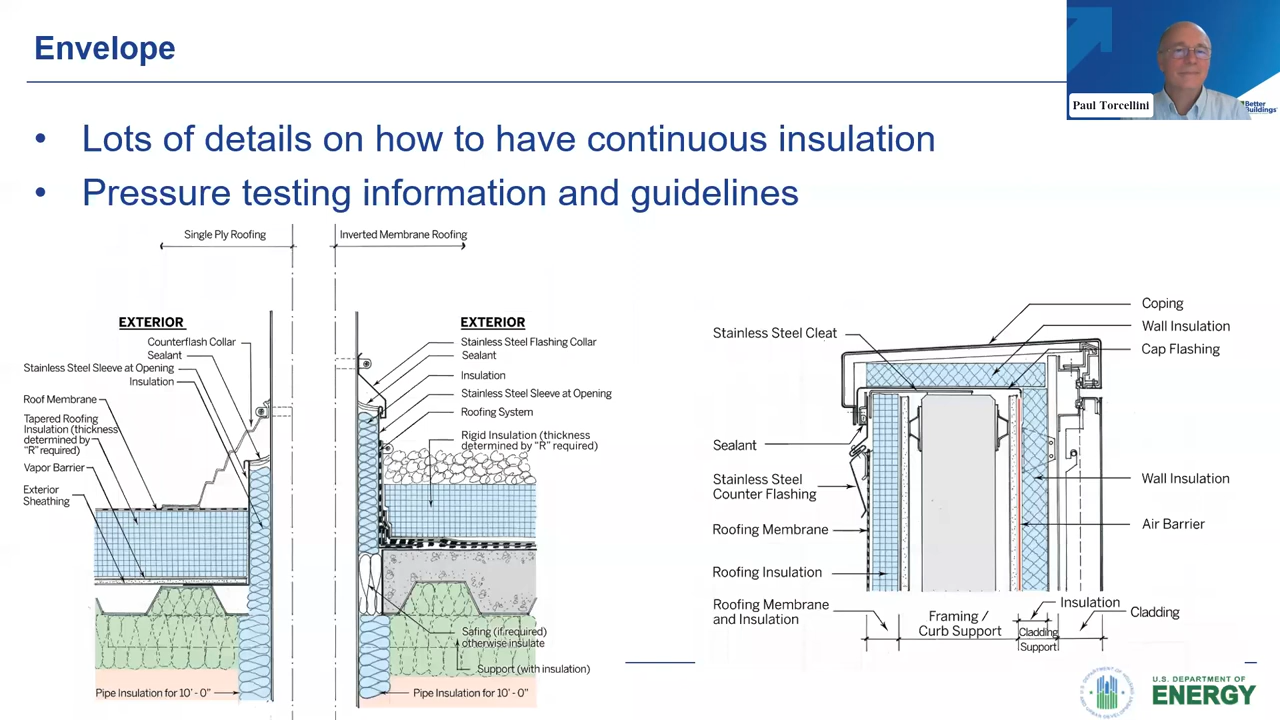 Envelope
Paul Torcellini
Better
Buildings
• Lots of details on how to have continuous insulation
• Pressure testing information and guidelines
Single Ply Roofing
Inverted Membrane Roofing
EXTERIOR
Counterflash Collar
Sealant
Stainless Steel Sleeve at Opening
Insulation
Roof Membrane
Tapered Roofing
Insulation (thickness
determined by
"R" required)
Vapor Barrier
Exterior
Sheathing
Pipe Insulation for 10' - 0"
EXTERIOR
Stainless Steel Flashing Collar
Sealant
Insulation
Stainless Steel Sleeve at Opening
Roofing System
Rigid Insulation (thickness
determined by "R" required)
Safing (if required)
otherwise insulate
Support (with insulation)
Pipe Insulation for 10' - 0"
Stainless Steel Cleat
Sealant
Stainless Steel
Counter Flashing
Roofing Membrane
Roofing Insulation
Roofing Membrane
and Insulation
Coping
Wall Insulation
Cap Flashing
Wall Insulation
Air Barrier
Framing /
Curb Support
Insulation
Cladding
Support
Cladding
U.S. DEPARTMENT OF
ENERGY